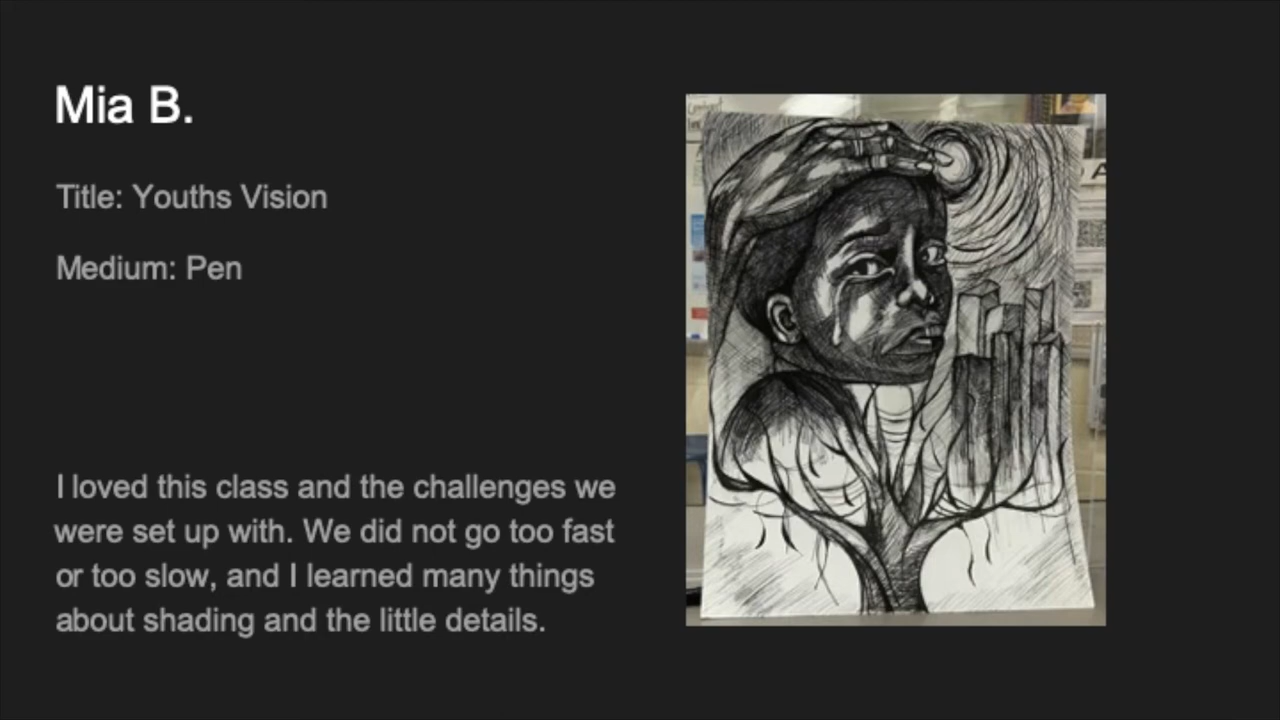 Mia B.
Title: Youths Vision
Medium: Pen
I loved this class and the challenges we
were set up with. We did not go too fast
or too slow, and I learned many things
about shading and the little details.
A